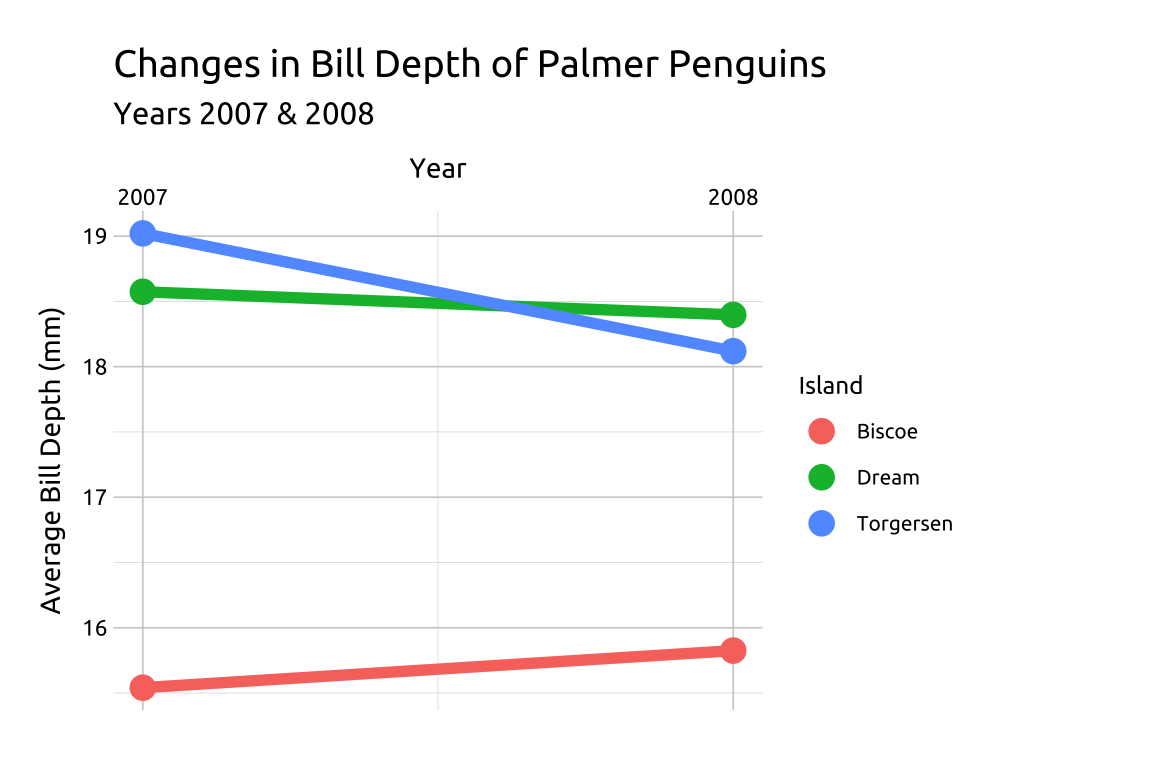 Changes in Bill Depth of Palmer Penguins
Years 2007 & 2008
Year
2007 2008
19
18
17
16
Average Bill Depth (mm)
Island
Biscoe
Dream
Torgersen